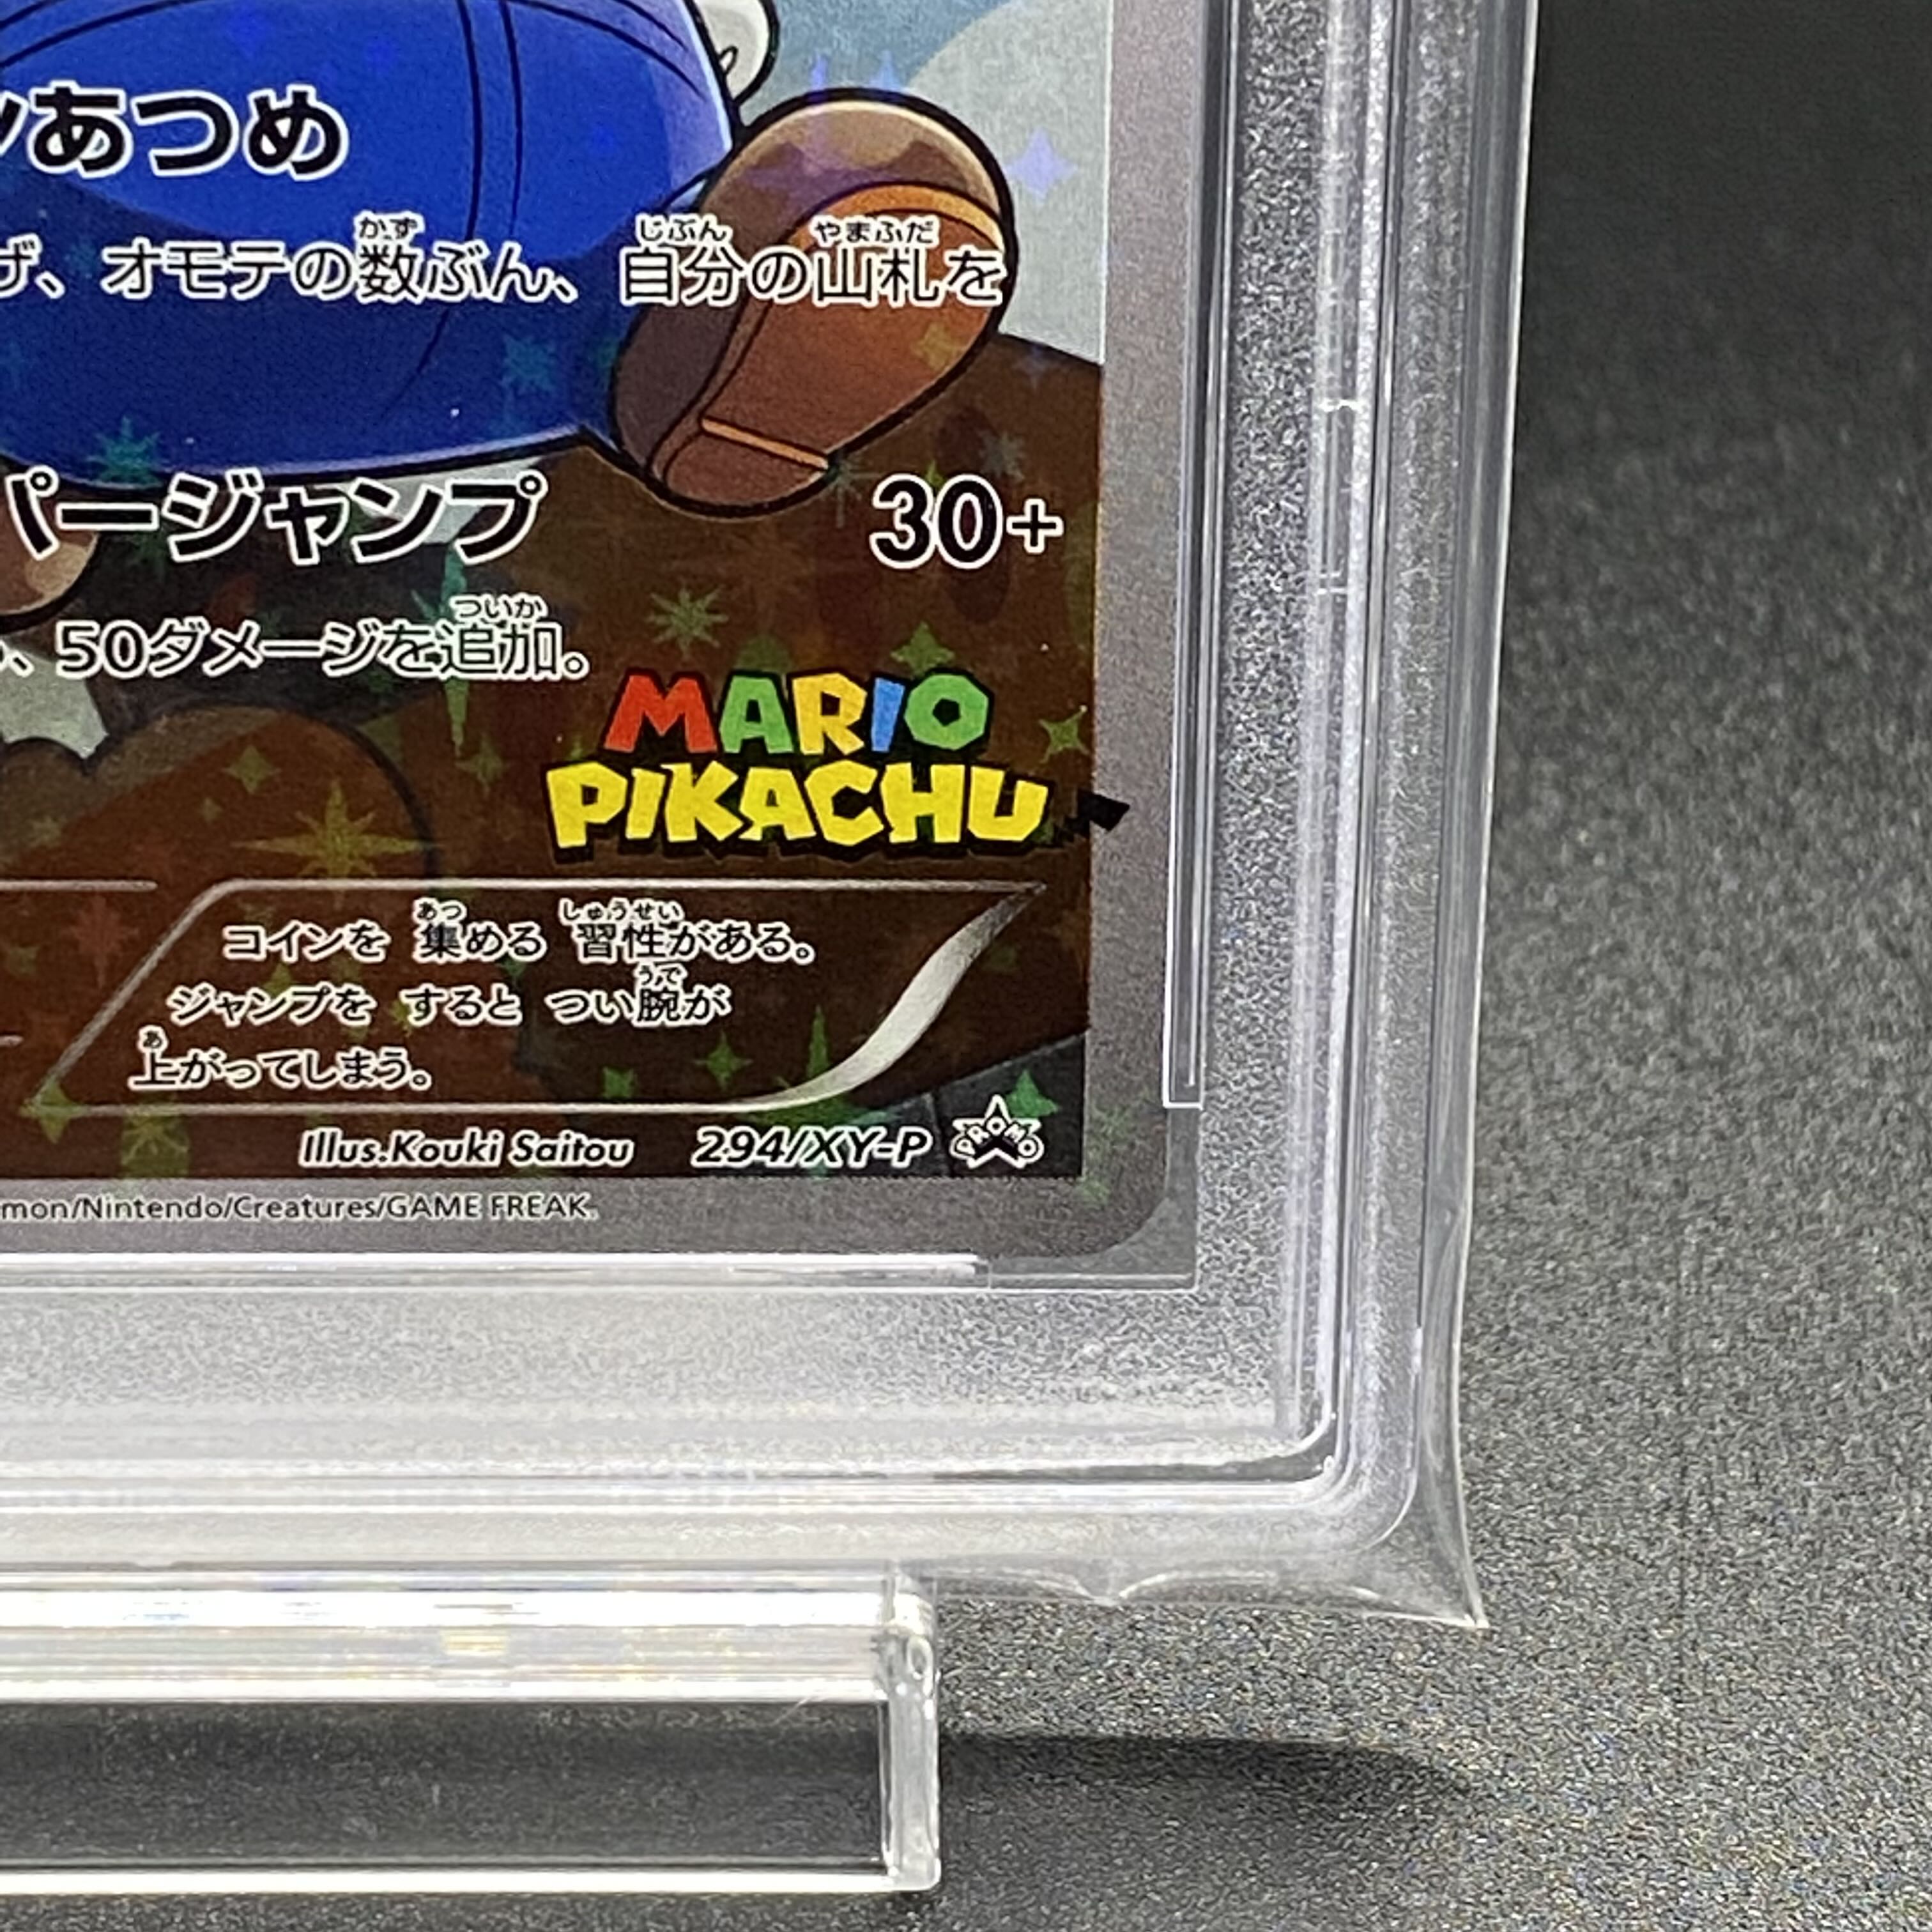 ンあつめ
げ、オモテの数ぶん、自分の山札を
かず じぶん やまふだ
パージャンプ 30+
、50ダメージを追加。
ついか
MARIO
PIKACHU
コインを 集める 習性がある。
あつ しゅうせい
ジャンプを すると つい腕が
うで
上がってしまう。
あ
Illus.Kouki Saitou 294/XY-P PROMO
mon/Nintendo/Creatures/GAME FREAK.